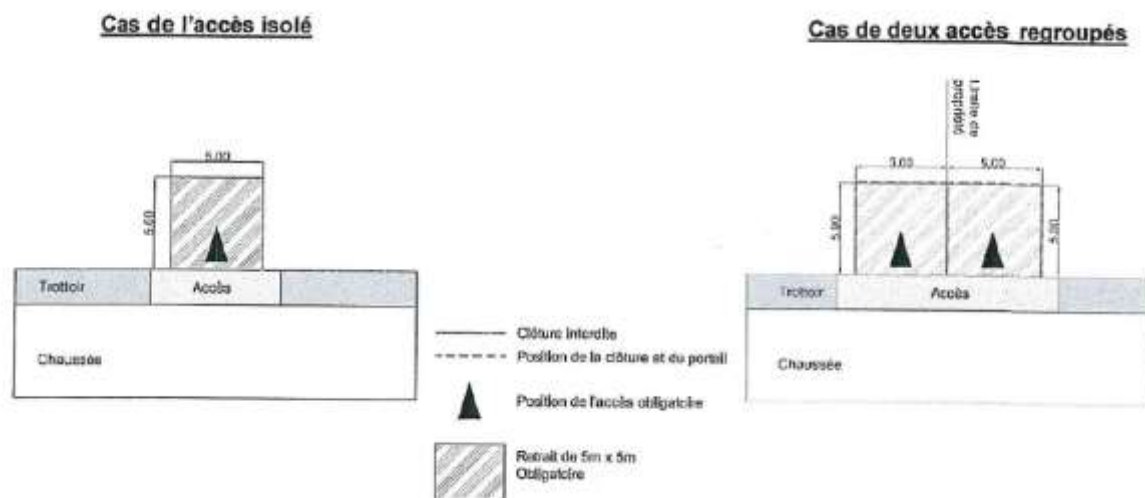 Cas de l'accès isolé
5.00
5.00
Trottoir
Accès
Chaussée
Clôture interdite
Position de la clôture et du portail
Position de l'accès obligatoire
Retrait de 5m x 5m
Obligatoire
Cas de deux accès regroupés
Limite de
propriété
5.00
5.00
5.00
Trottoir
Accès
Chaussée